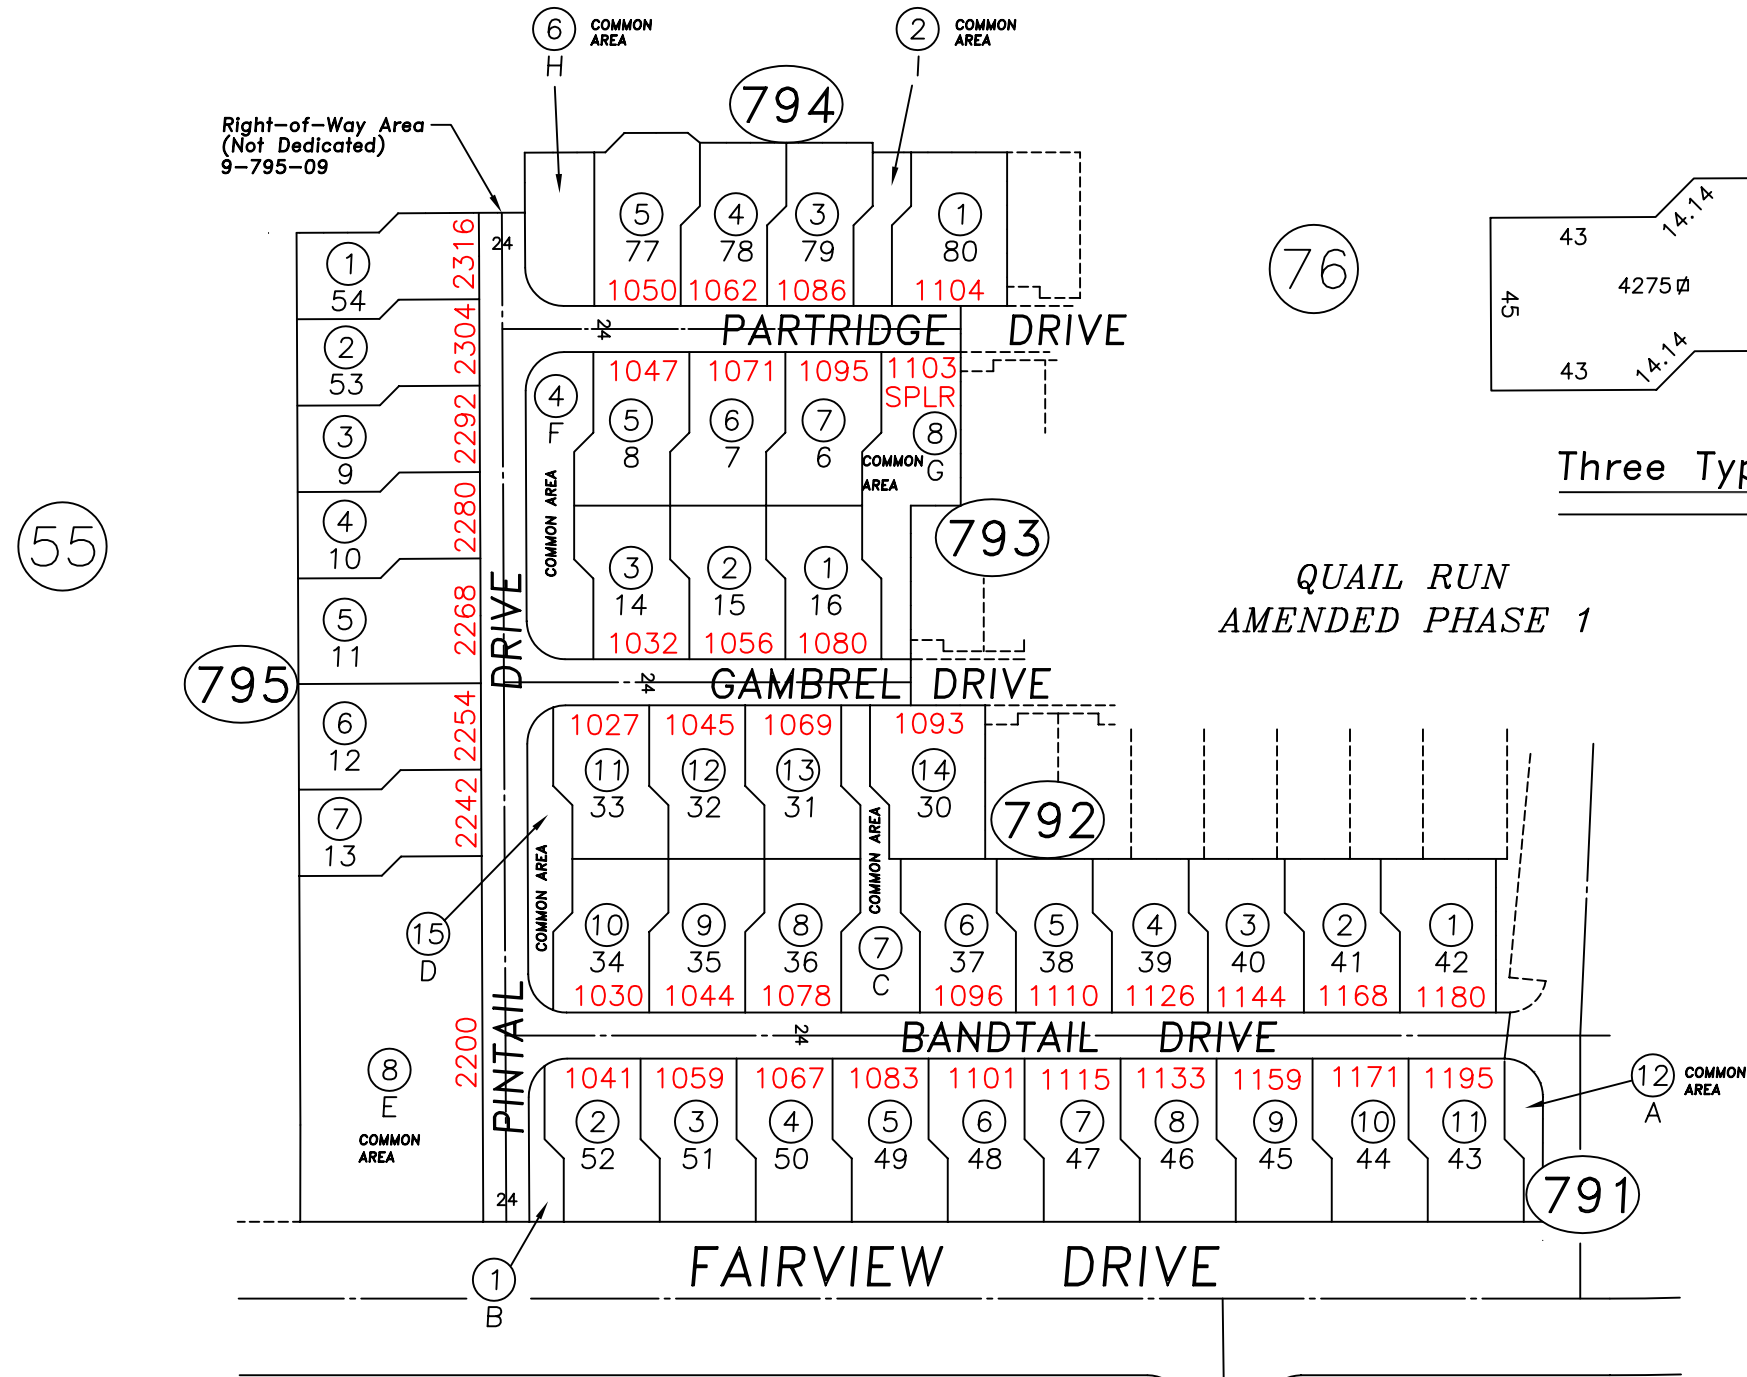 6 COMMON
AREA
H
2 COMMON
AREA
I
794
Right-of-Way Area
(Not Dedicated)
9-795-09
24
5 4 3 1
77 78 79 80
1050 1062 1086 1104
24
PARTRIDGE DRIVE
76
43
14.14
45
4275
43
14.14
Three Typ
55
795
1
54
2316
2
53
2304
3
9
2292
4
10
2280
5
11
2268
6
12
2254
7
13
2242
8
E
COMMON
AREA
2200
PINTAIL DRIVE
24
1047 1071 1095 1103
SPLR
4
F
COMMON AREA
5 6 7 8
8 7 6 G
COMMON
AREA
793
3 2 1
14 15 16
1032 1056 1080
QUAIL RUN
AMENDED PHASE 1
24
GAMBREL DRIVE
1027 1045 1069 1093
11 12 13 14
33 32 31 30
792
15
D
COMMON AREA
COMMON AREA
7
C
10 9 8 6 5 4 3 2 1
34 35 36 37 38 39 40 41 42
1030 1044 1078 1096 1110 1126 1144 1168 1180
24
BANDTAIL DRIVE
1041 1059 1067 1083 1101 1115 1133 1159 1171 1195
2 3 4 5 6 7 8 9 10 11
52 51 50 49 48 47 46 45 44 43
12 COMMON
AREA
A
791
1
B
FAIRVIEW DRIVE